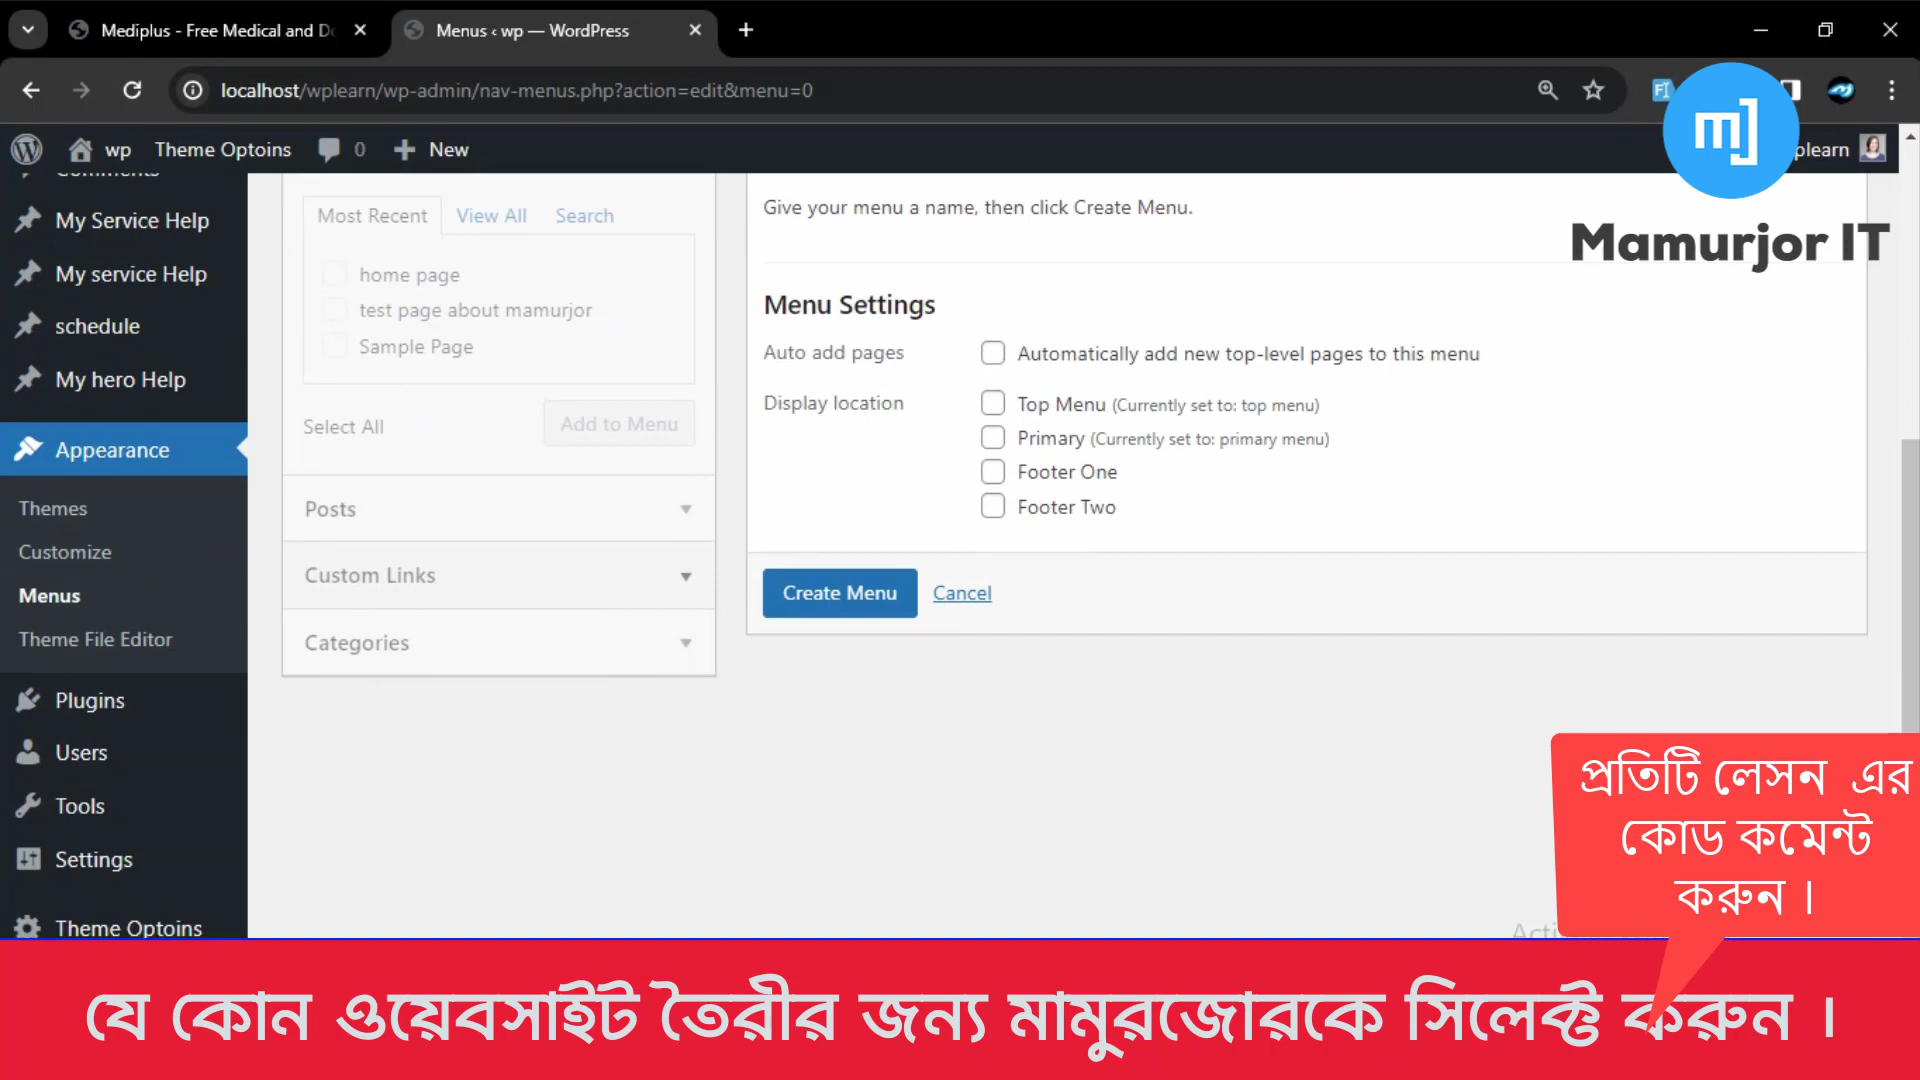 Mediplus - Free Medical and Do
Menus ‹ wp — WordPress
localhost/wplearn/wp-admin/nav-menus.php?action=edit&menu=0
wp
Theme Optoins
0
New
plearn
mj
Mamurjor IT
Comments
My Service Help
My service Help
schedule
My hero Help
Appearance
Themes
Customize
Menus
Theme File Editor
Plugins
Users
Tools
Settings
Theme Optoins
Most Recent
View All
Search
home page
test page about mamurjor
Sample Page
Select All
Add to Menu
Posts
Custom Links
Categories
Give your menu a name, then click Create Menu.
Menu Settings
Auto add pages
Automatically add new top-level pages to this menu
Display location
Top Menu (Currently set to: top menu)
Primary (Currently set to: primary menu)
Footer One
Footer Two
Create Menu
Cancel
প্রতিটি লেসন এর
কোড কমেন্ট
করুন ।
যে কোন ওয়েবসাইট তৈরীর জন্য মামুরজোরকে সিলেক্ট করুন ।